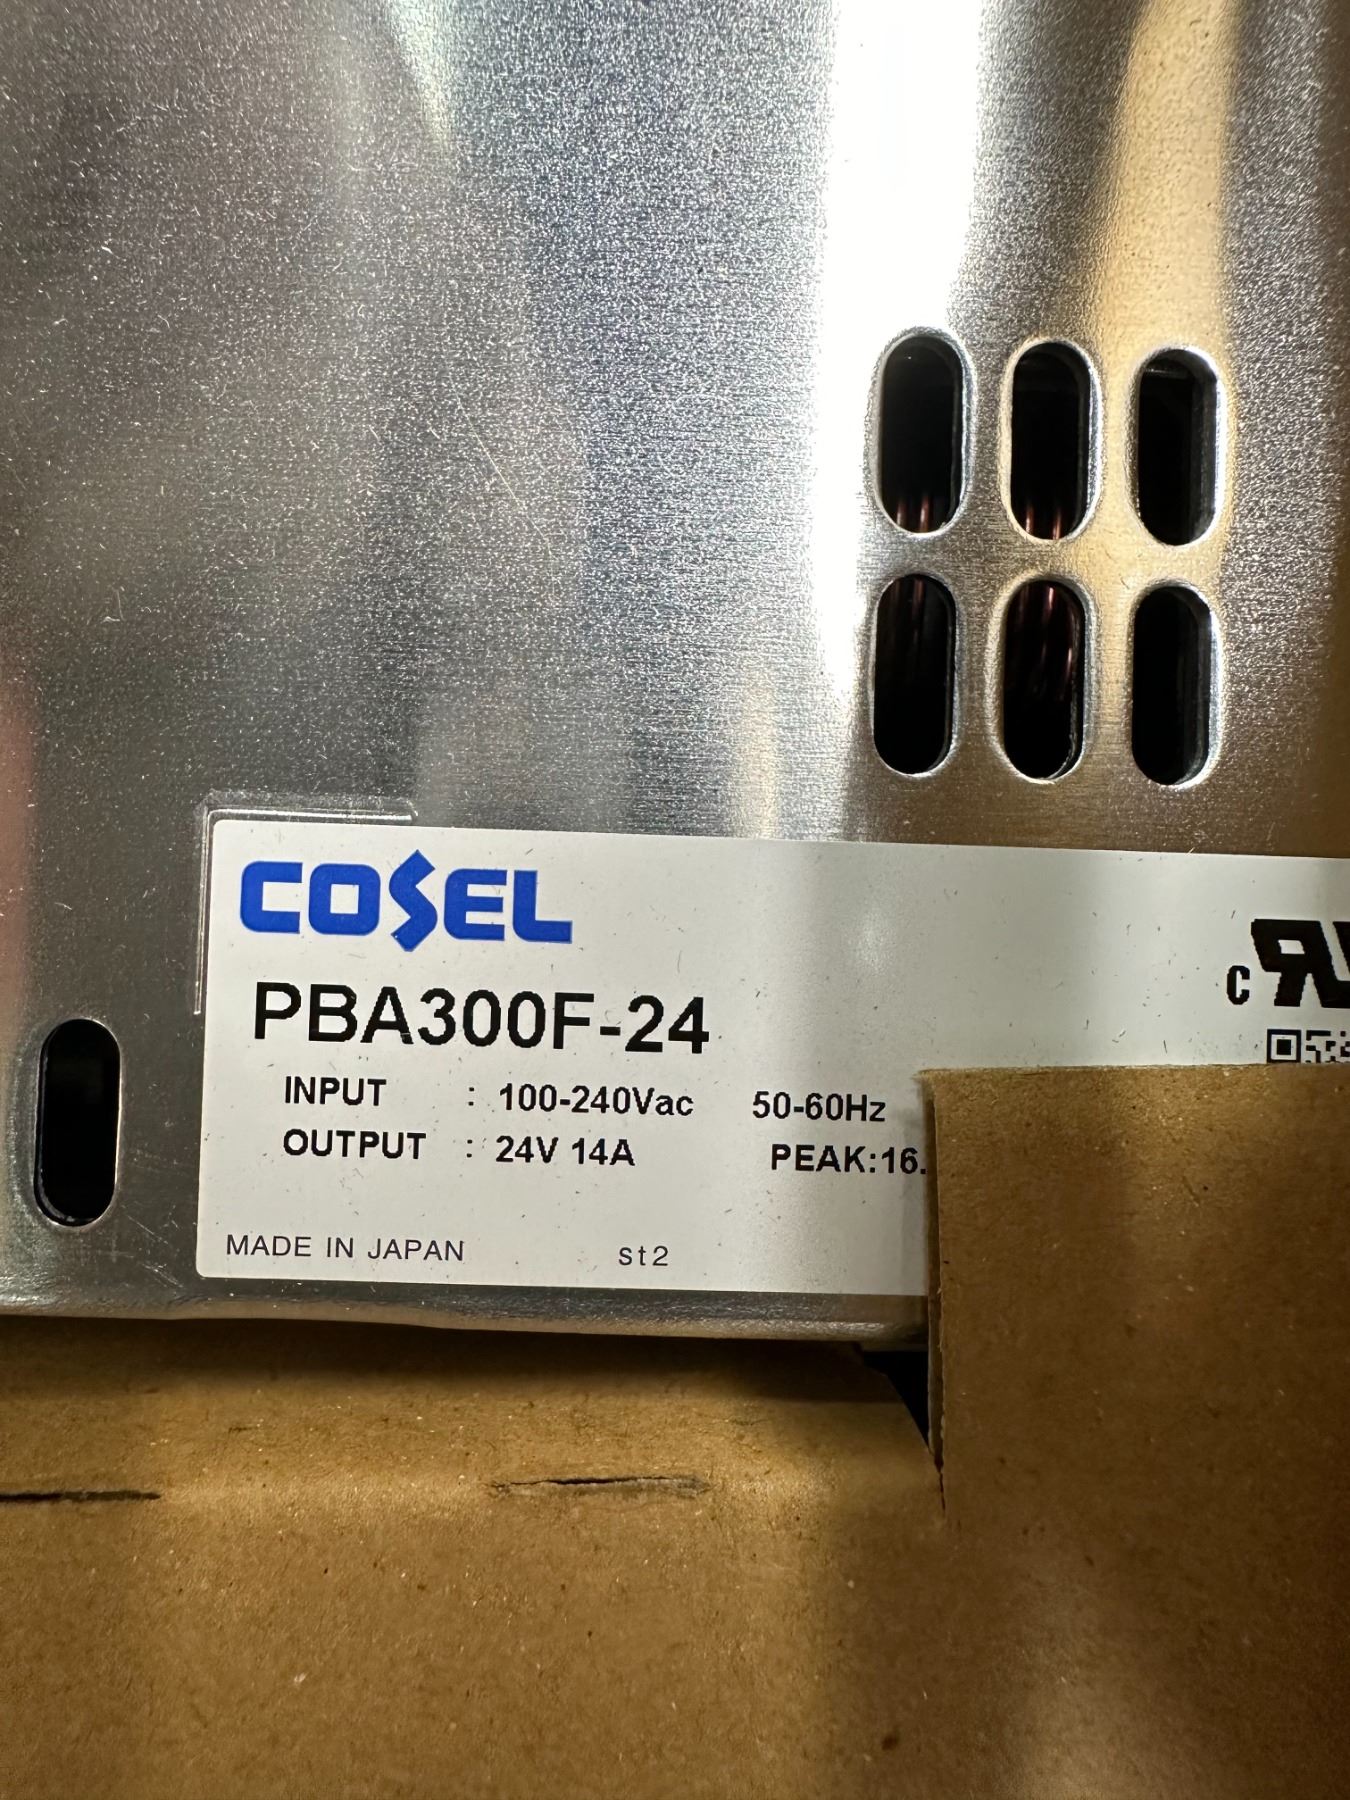 COSEL
PBA300F-24
c
INPUT : 100-240Vac 50-60Hz
OUTPUT : 24V 14A PEAK:16.
MADE IN JAPAN st2